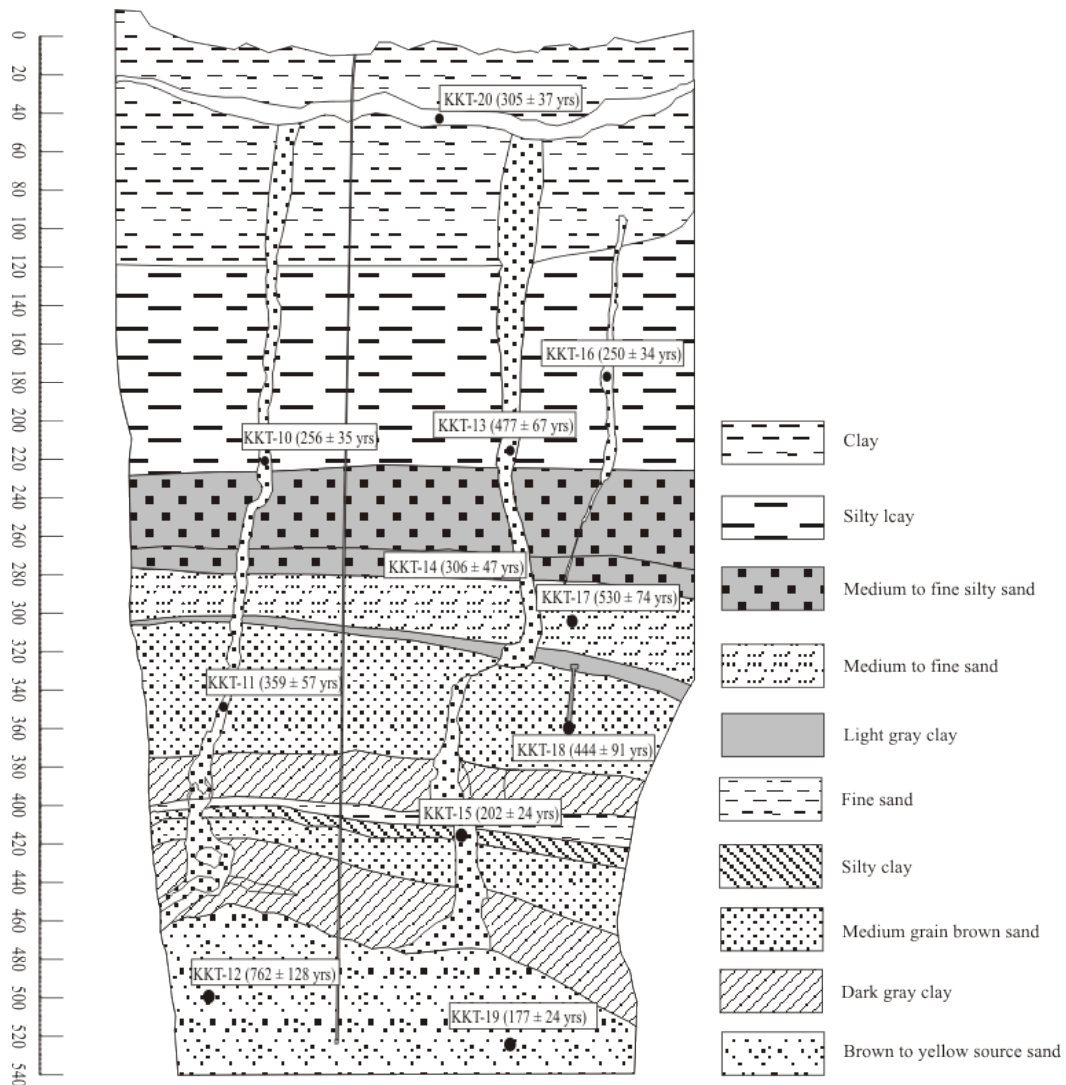 0
20
40
60
80
100
120
140
160
180
200
220
240
260
280
300
320
340
360
380
400
420
440
460
480
500
520
540
KKT-20 (305 ± 37 yrs)
KKT-16 (250 ± 34 yrs)
KKT-13 (477 ± 67 yrs)
KKT-10 (256 ± 35 yrs)
KKT-14 (306 ± 47 yrs)
KKT-17 (530 ± 74 yrs)
KKT-11 (359 ± 57 yrs)
KKT-18 (444 ± 91 yrs)
KKT-15 (202 ± 24 yrs)
KKT-12 (762 ± 128 yrs)
KKT-19 (177 ± 24 yrs)
Clay
Silty lcay
Medium to fine silty sand
Medium to fine sand
Light gray clay
Fine sand
Silty clay
Medium grain brown sand
Dark gray clay
Brown to yellow source sand